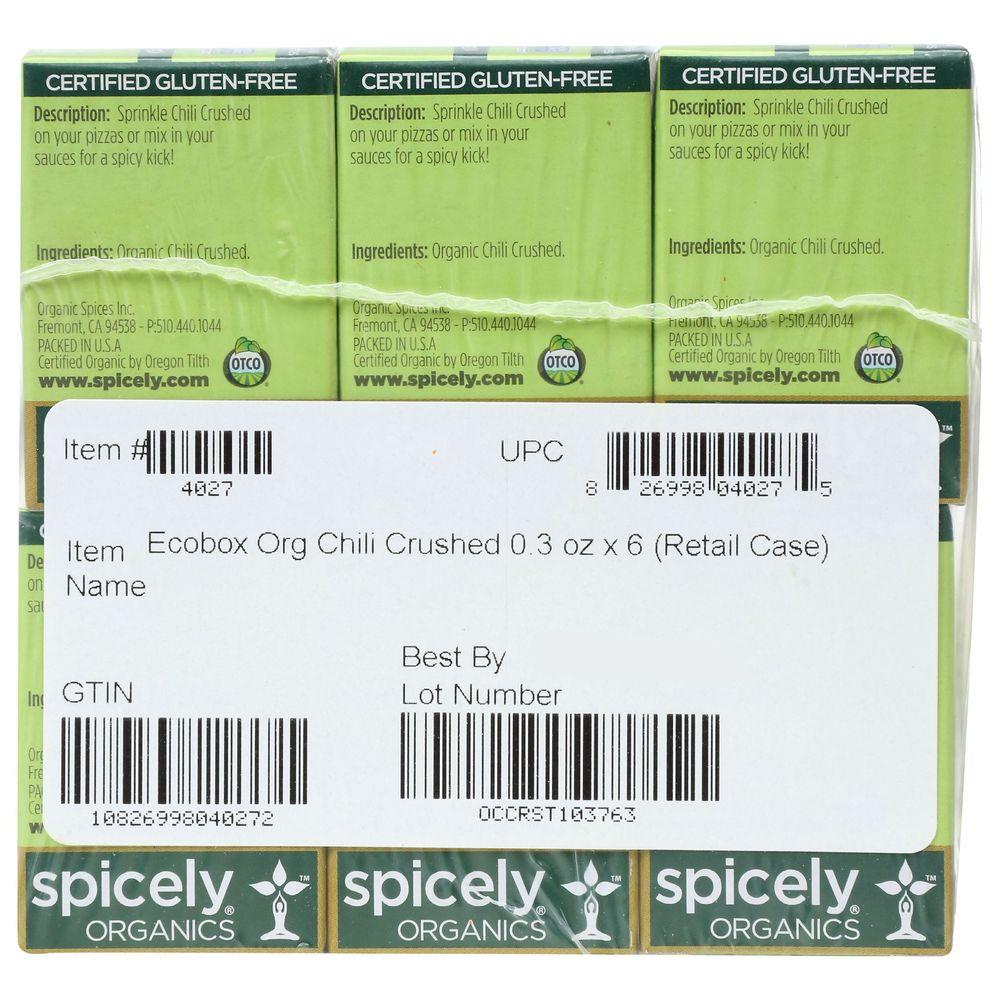 CERTIFIED GLUTEN-FREE
Description: Sprinkle Chili Crushed
on your pizzas or mix in your
sauces for a spicy kick!
Ingredients: Organic Chili Crushed.
Organic Spices Inc.
Fremont, CA 94538 - P:510.440.1044
PACKED IN U.S.A
Certified Organic by Oregon Tilth
www.spicely.com
OTCO
CERTIFIED GLUTEN-FREE
Description: Sprinkle Chili Crushed
on your pizzas or mix in your
sauces for a spicy kick!
Ingredients: Organic Chili Crushed.
Organic Spices Inc.
Fremont, CA 94538 - P:510.440.1044
PACKED IN U.S.A
Certified Organic by Oregon Tilth
www.spicely.com
OTCO
CERTIFIED GLUTEN-FREE
Description: Sprinkle Chili Crushed
on your pizzas or mix in your
sauces for a spicy kick!
Ingredients: Organic Chili Crushed.
Organic Spices Inc.
Fremont, CA 94538 - P:510.440.1044
PACKED IN U.S.A
Certified Organic by Oregon Tilth
www.spicely.com
OTCO
TM
Item #
4027
UPC
8 26998 04027 5
Item Name
Ecobox Org Chili Crushed 0.3 oz x 6 (Retail Case)
Best By
Lot Number
GTIN
10826998040272
OCCRST103763
spicely® TM
ORGANICS
spicely® TM
ORGANICS
spicely® TM
ORGANICS